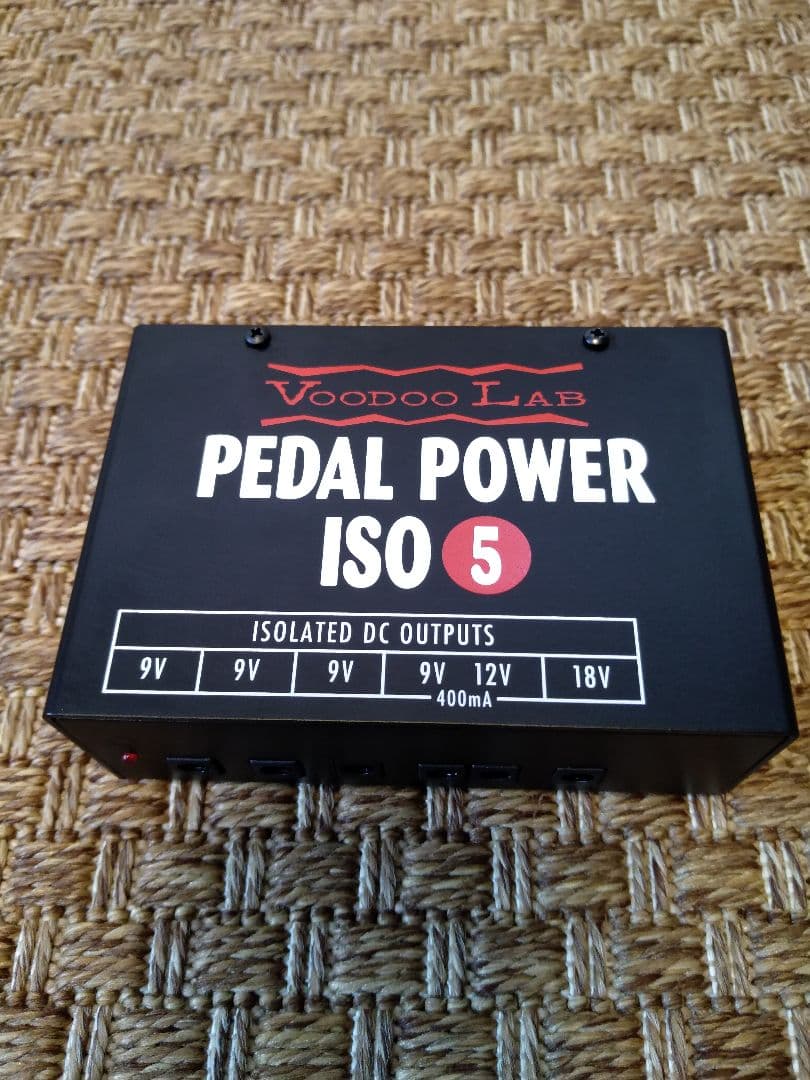 VOODOO LAB
PEDAL POWER
ISO 5
ISOLATED DC OUTPUTS
9V 9V 9V 9V 12V 18V
400mA